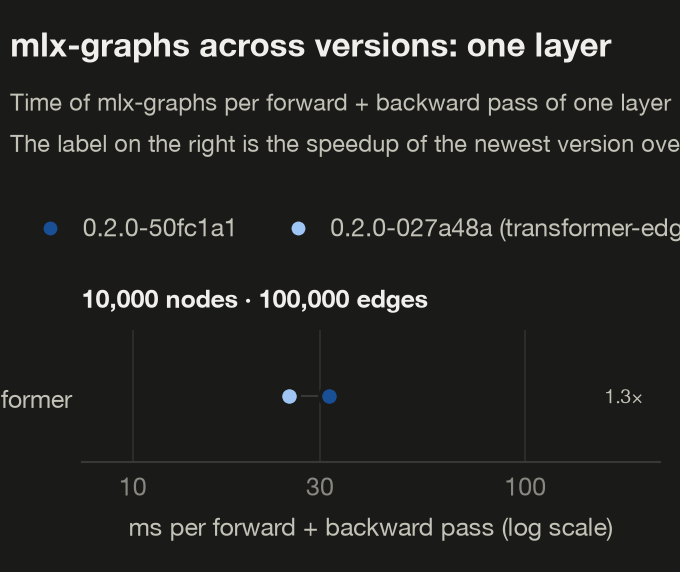 mlx-graphs across versions: one layer
Time of mlx-graphs per forward + backward pass of one layer
The label on the right is the speedup of the newest version ove
0.2.0-50fc1a1 0.2.0-027a48a (transformer-edg
10,000 nodes · 100,000 edges
former 1.3×
10 30 100
ms per forward + backward pass (log scale)